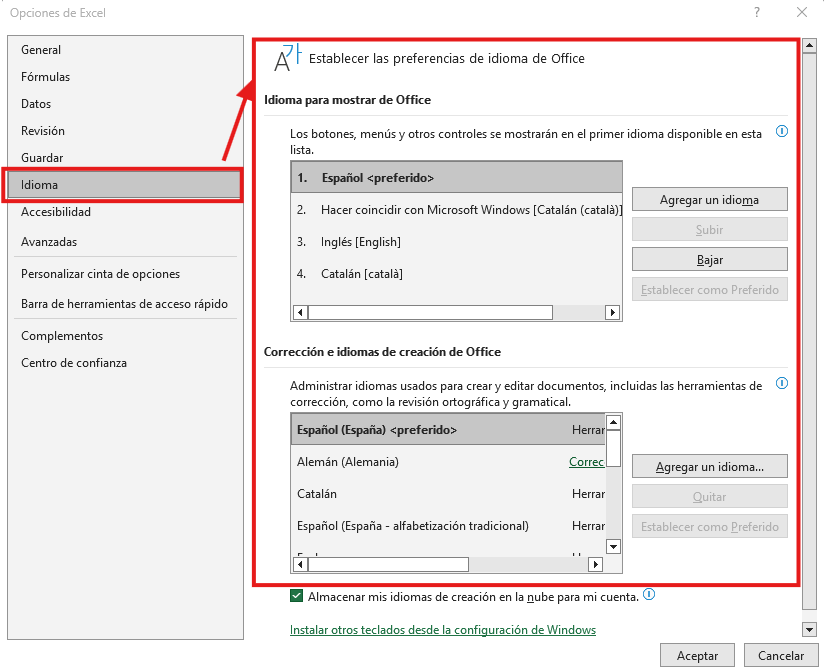 Opciones de Excel
General
Fórmulas
Datos
Revisión
Guardar
Idioma
Accesibilidad
Avanzadas
Personalizar cinta de opciones
Barra de herramientas de acceso rápido
Complementos
Centro de confianza
Establecer las preferencias de idioma de Office
Idioma para mostrar de Office
Los botones, menús y otros controles se mostrarán en el primer idioma disponible en esta
lista.
1. Español <preferido>
2. Hacer coincidir con Microsoft Windows [Catalán (català)]
3. Inglés [English]
4. Catalán [català]
Agregar un idioma
Subir
Bajar
Establecer como Preferido
Corrección e idiomas de creación de Office
Administrar idiomas usados para crear y editar documentos, incluidas las herramientas de
corrección, como la revisión ortográfica y gramatical.
Español (España) <preferido> Herrar
Alemán (Alemania) Correc
Catalán Herrar
Español (España - alfabetización tradicional) Herrar
Agregar un idioma...
Quitar
Establecer como Preferido
Almacenar mis idiomas de creación en la nube para mi cuenta.
Instalar otros teclados desde la configuración de Windows
Aceptar
Cancelar